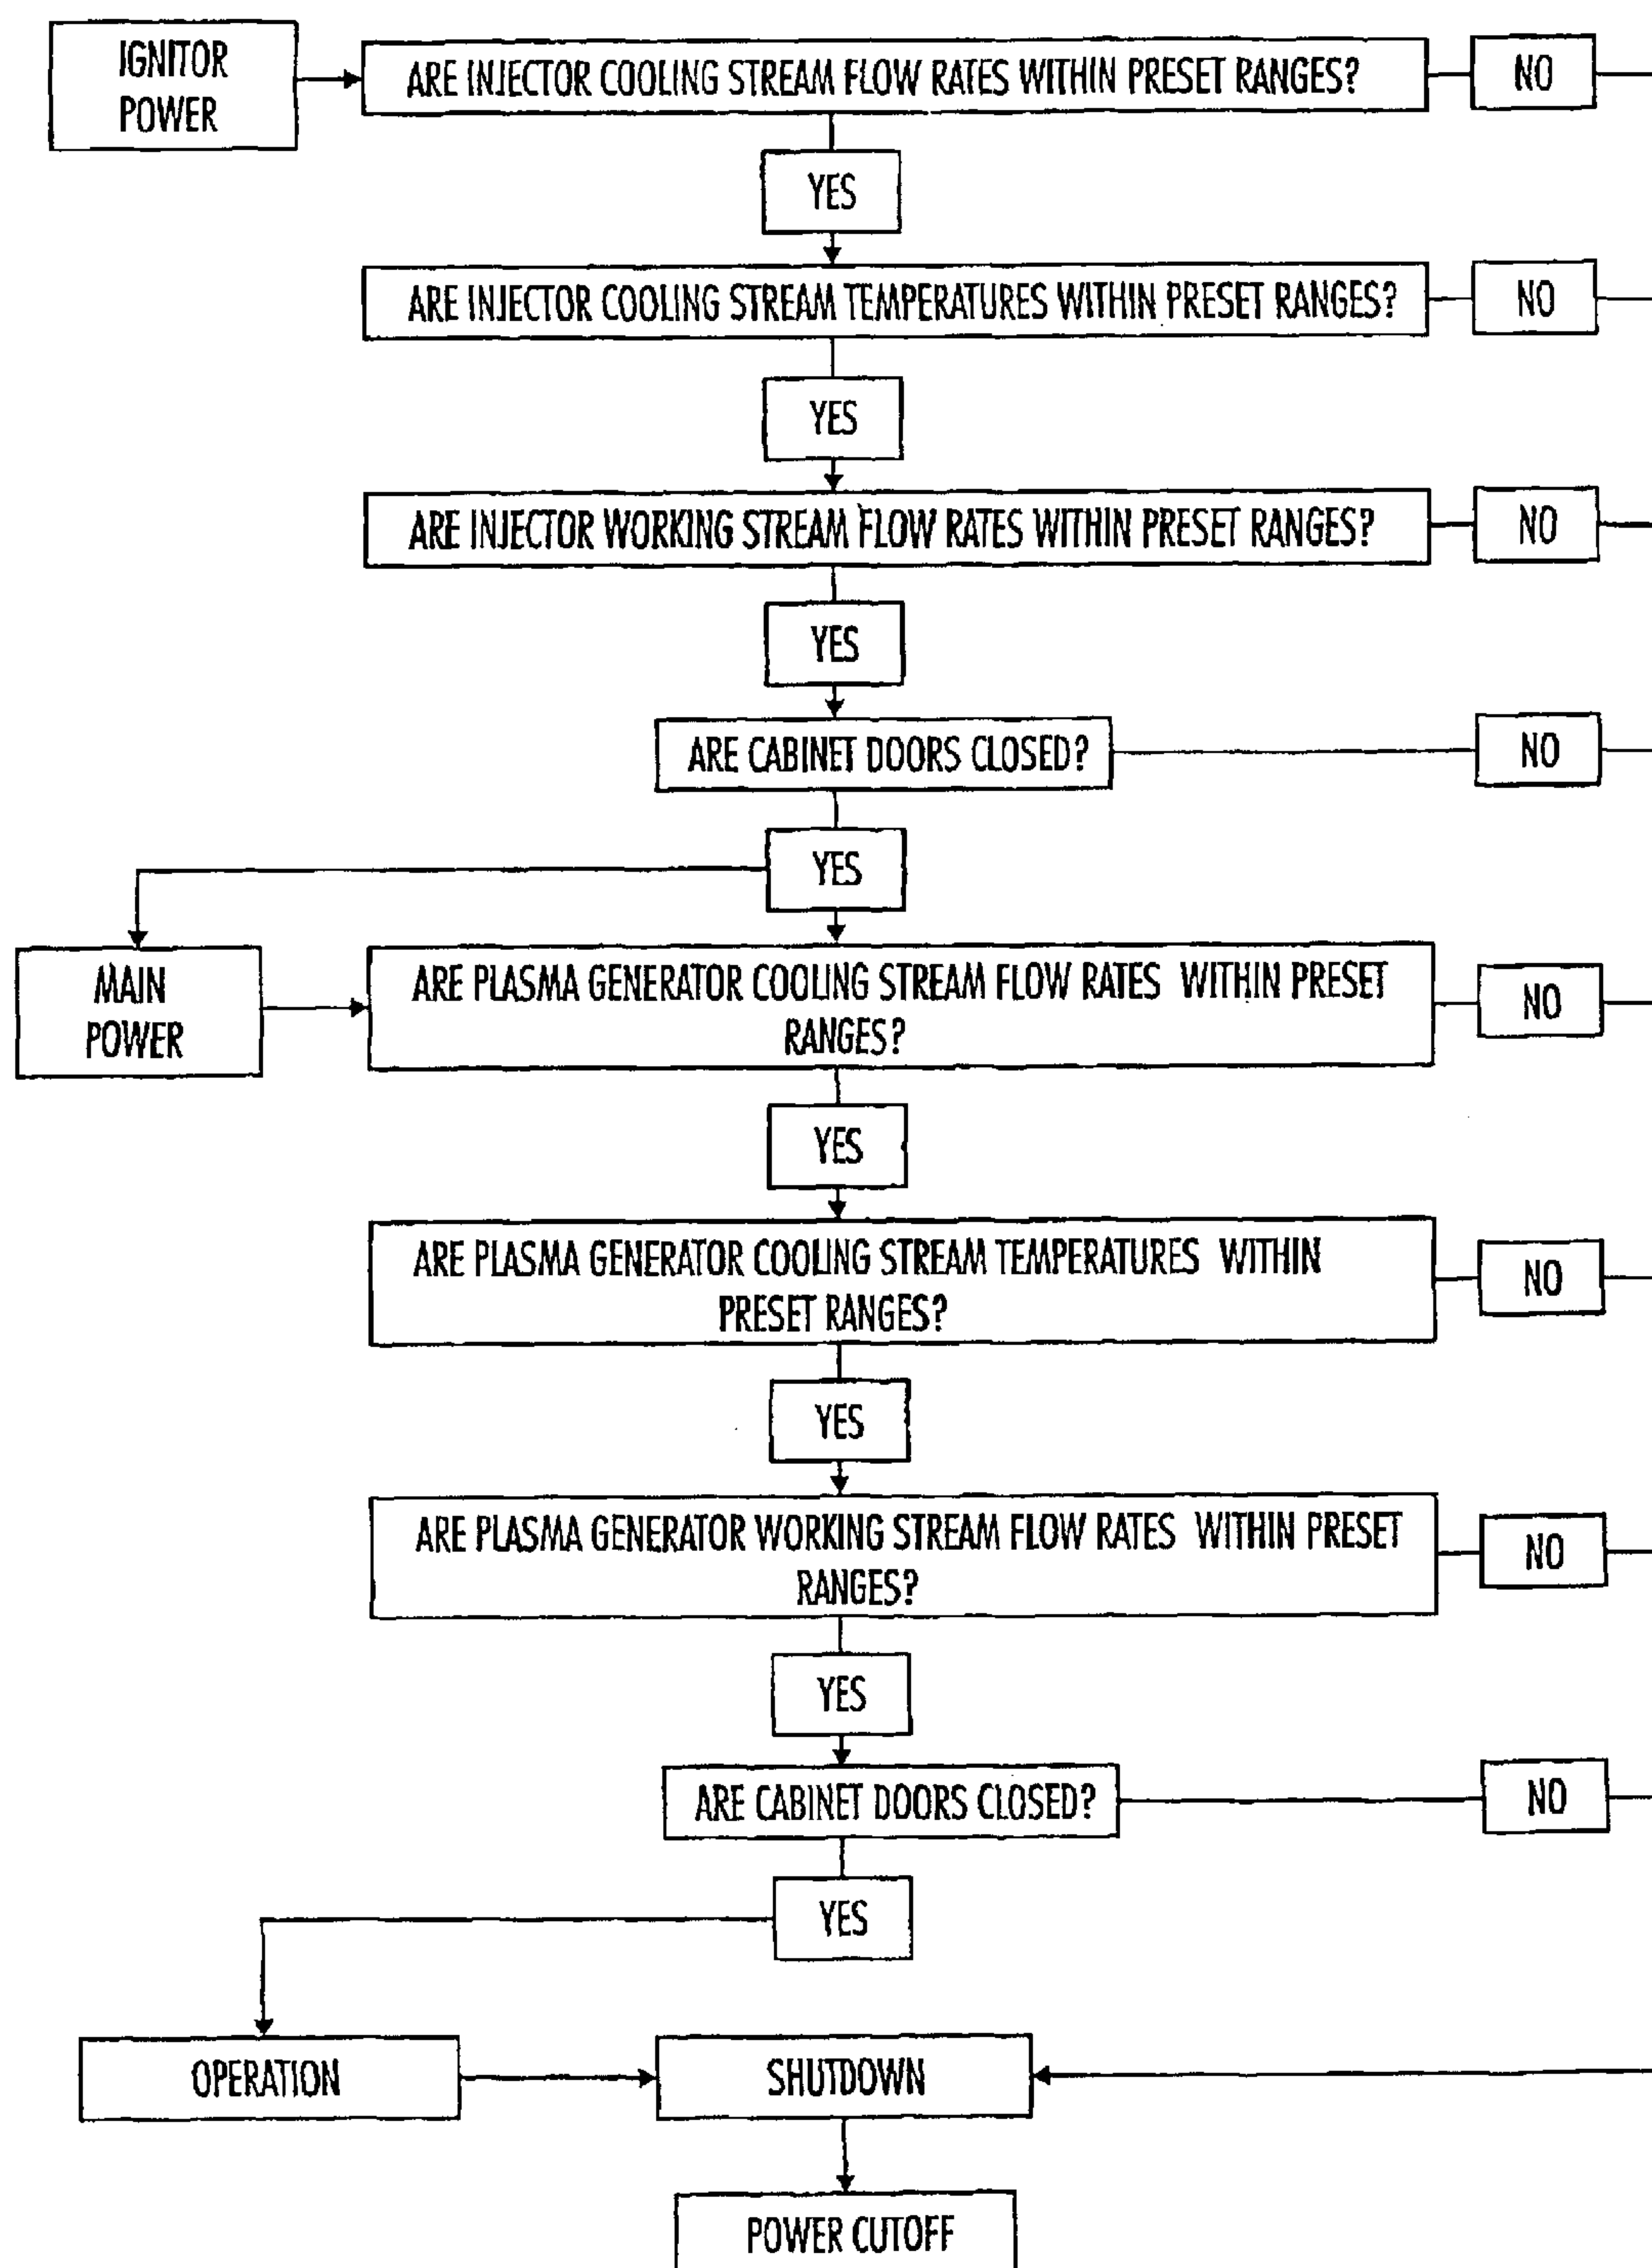 IGNITOR
POWER
ARE INJECTOR COOLING STREAM FLOW RATES WITHIN PRESET RANGES?
NO
YES
ARE INJECTOR COOLING STREAM TEMPERATURES WITHIN PRESET RANGES?
NO
YES
ARE INJECTOR WORKING STREAM FLOW RATES WITHIN PRESET RANGES?
NO
YES
ARE CABINET DOORS CLOSED?
NO
YES
MAIN
POWER
ARE PLASMA GENERATOR COOLING STREAM FLOW RATES WITHIN PRESET
RANGES?
NO
YES
ARE PLASMA GENERATOR COOLING STREAM TEMPERATURES WITHIN
PRESET RANGES?
NO
YES
ARE PLASMA GENERATOR WORKING STREAM FLOW RATES WITHIN PRESET
RANGES?
NO
YES
ARE CABINET DOORS CLOSED?
NO
YES
OPERATION
SHUTDOWN
POWER CUTOFF